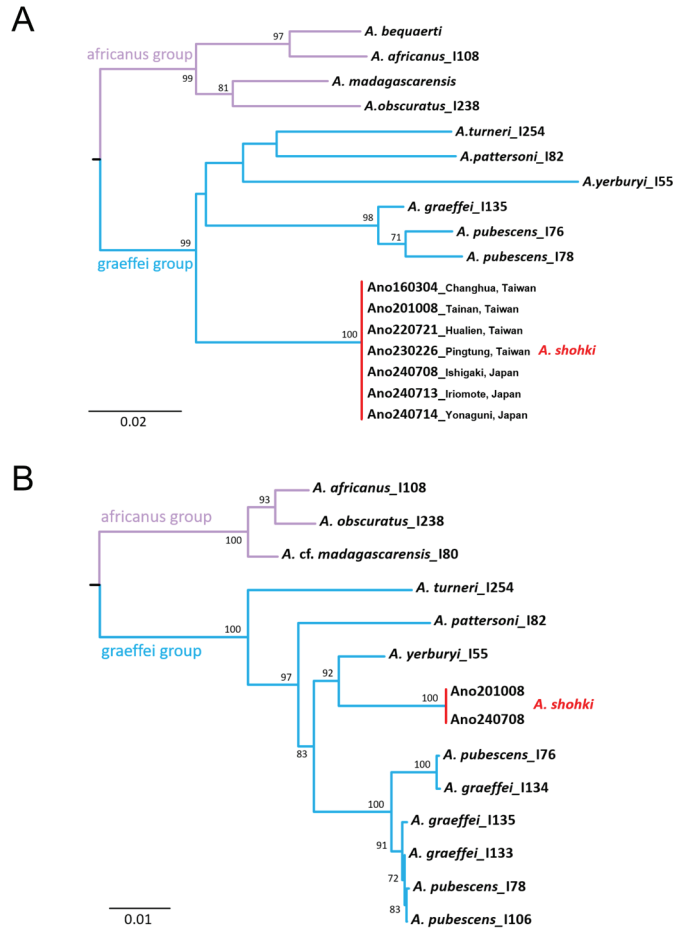 A
97
A. bequaerti
africanus group
A. africanus_I108
99
A. madagascarensis
81
A.obscuratus_I238
A.turneri_I254
A.pattersoni_I82
A.yerburyi_I55
98
A. graeffei_I135
99
71
A. pubescens_I76
graeffei group
A. pubescens_I78
Ano160304_Changhua, Taiwan
Ano201008_Tainan, Taiwan
Ano220721_Hualien, Taiwan
100
Ano230226_Pingtung, Taiwan A. shohki
Ano240708_Ishigaki, Japan
Ano240713_Iriomote, Japan
Ano240714_Yonaguni, Japan
0.02
B
A. africanus_I108
93
africanus group
A. obscuratus_I238
100
A. cf. madagascarensis_I80
A. turneri_I254
100
A. pattersoni_I82
graeffei group
A. yerburyi_I55
97
92
100
Ano201008
A. shohki
Ano240708
83
A. pubescens_I76
100
A. graeffei_I134
100
A. graeffei_I135
91
A. graeffei_I133
72
A. pubescens_I78
83
A. pubescens_I106
0.01